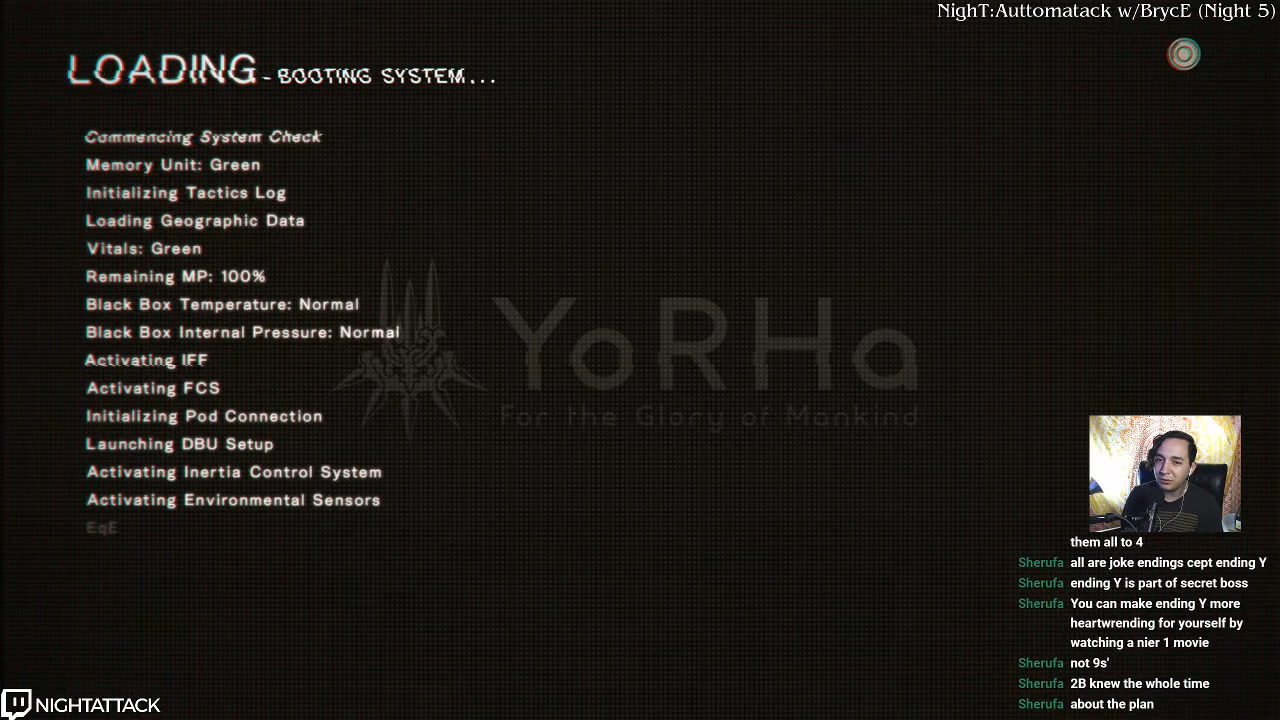 NighT:Auttomatack w/BrycE (Night 5)
LOADING - BOOTING SYSTEM...
Commencing System Check
Memory Unit: Green
Initializing Tactics Log
Loading Geographic Data
Vitals: Green
Remaining MP: 100%
Black Box Temperature: Normal
Black Box Internal Pressure: Normal
Activating IFF
Activating FCS
Initializing Pod Connection
Launching DBU Setup
Activating Inertia Control System
Activating Environmental Sensors
EqE
YoRHa
For the Glory of Mankind
them all to 4
Sherufa all are joke endings cept ending Y
Sherufa ending Y is part of secret boss
Sherufa You can make ending Y more
heartwrending for yourself by
watching a nier 1 movie
Sherufa not 9s'
Sherufa 2B knew the whole time
Sherufa about the plan
NIGHTATTACK